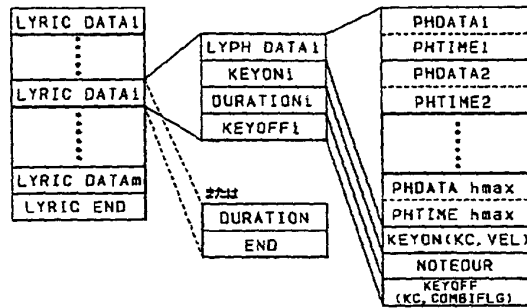 LYRIC DATA1
LYRIC DATAi
LYRIC DATAm
LYRIC END
LYPH DATAi
KEYONi
DURATIONi
KEYOFFi
または
DURATION
END
PHDATA1
PHTIME1
PHDATA2
PHTIME2
PHDATA hmax
PHTIME hmax
KEYON(KC, VEL)
NOTEDUR
KEYOFF
(KC, COMBIFLG)